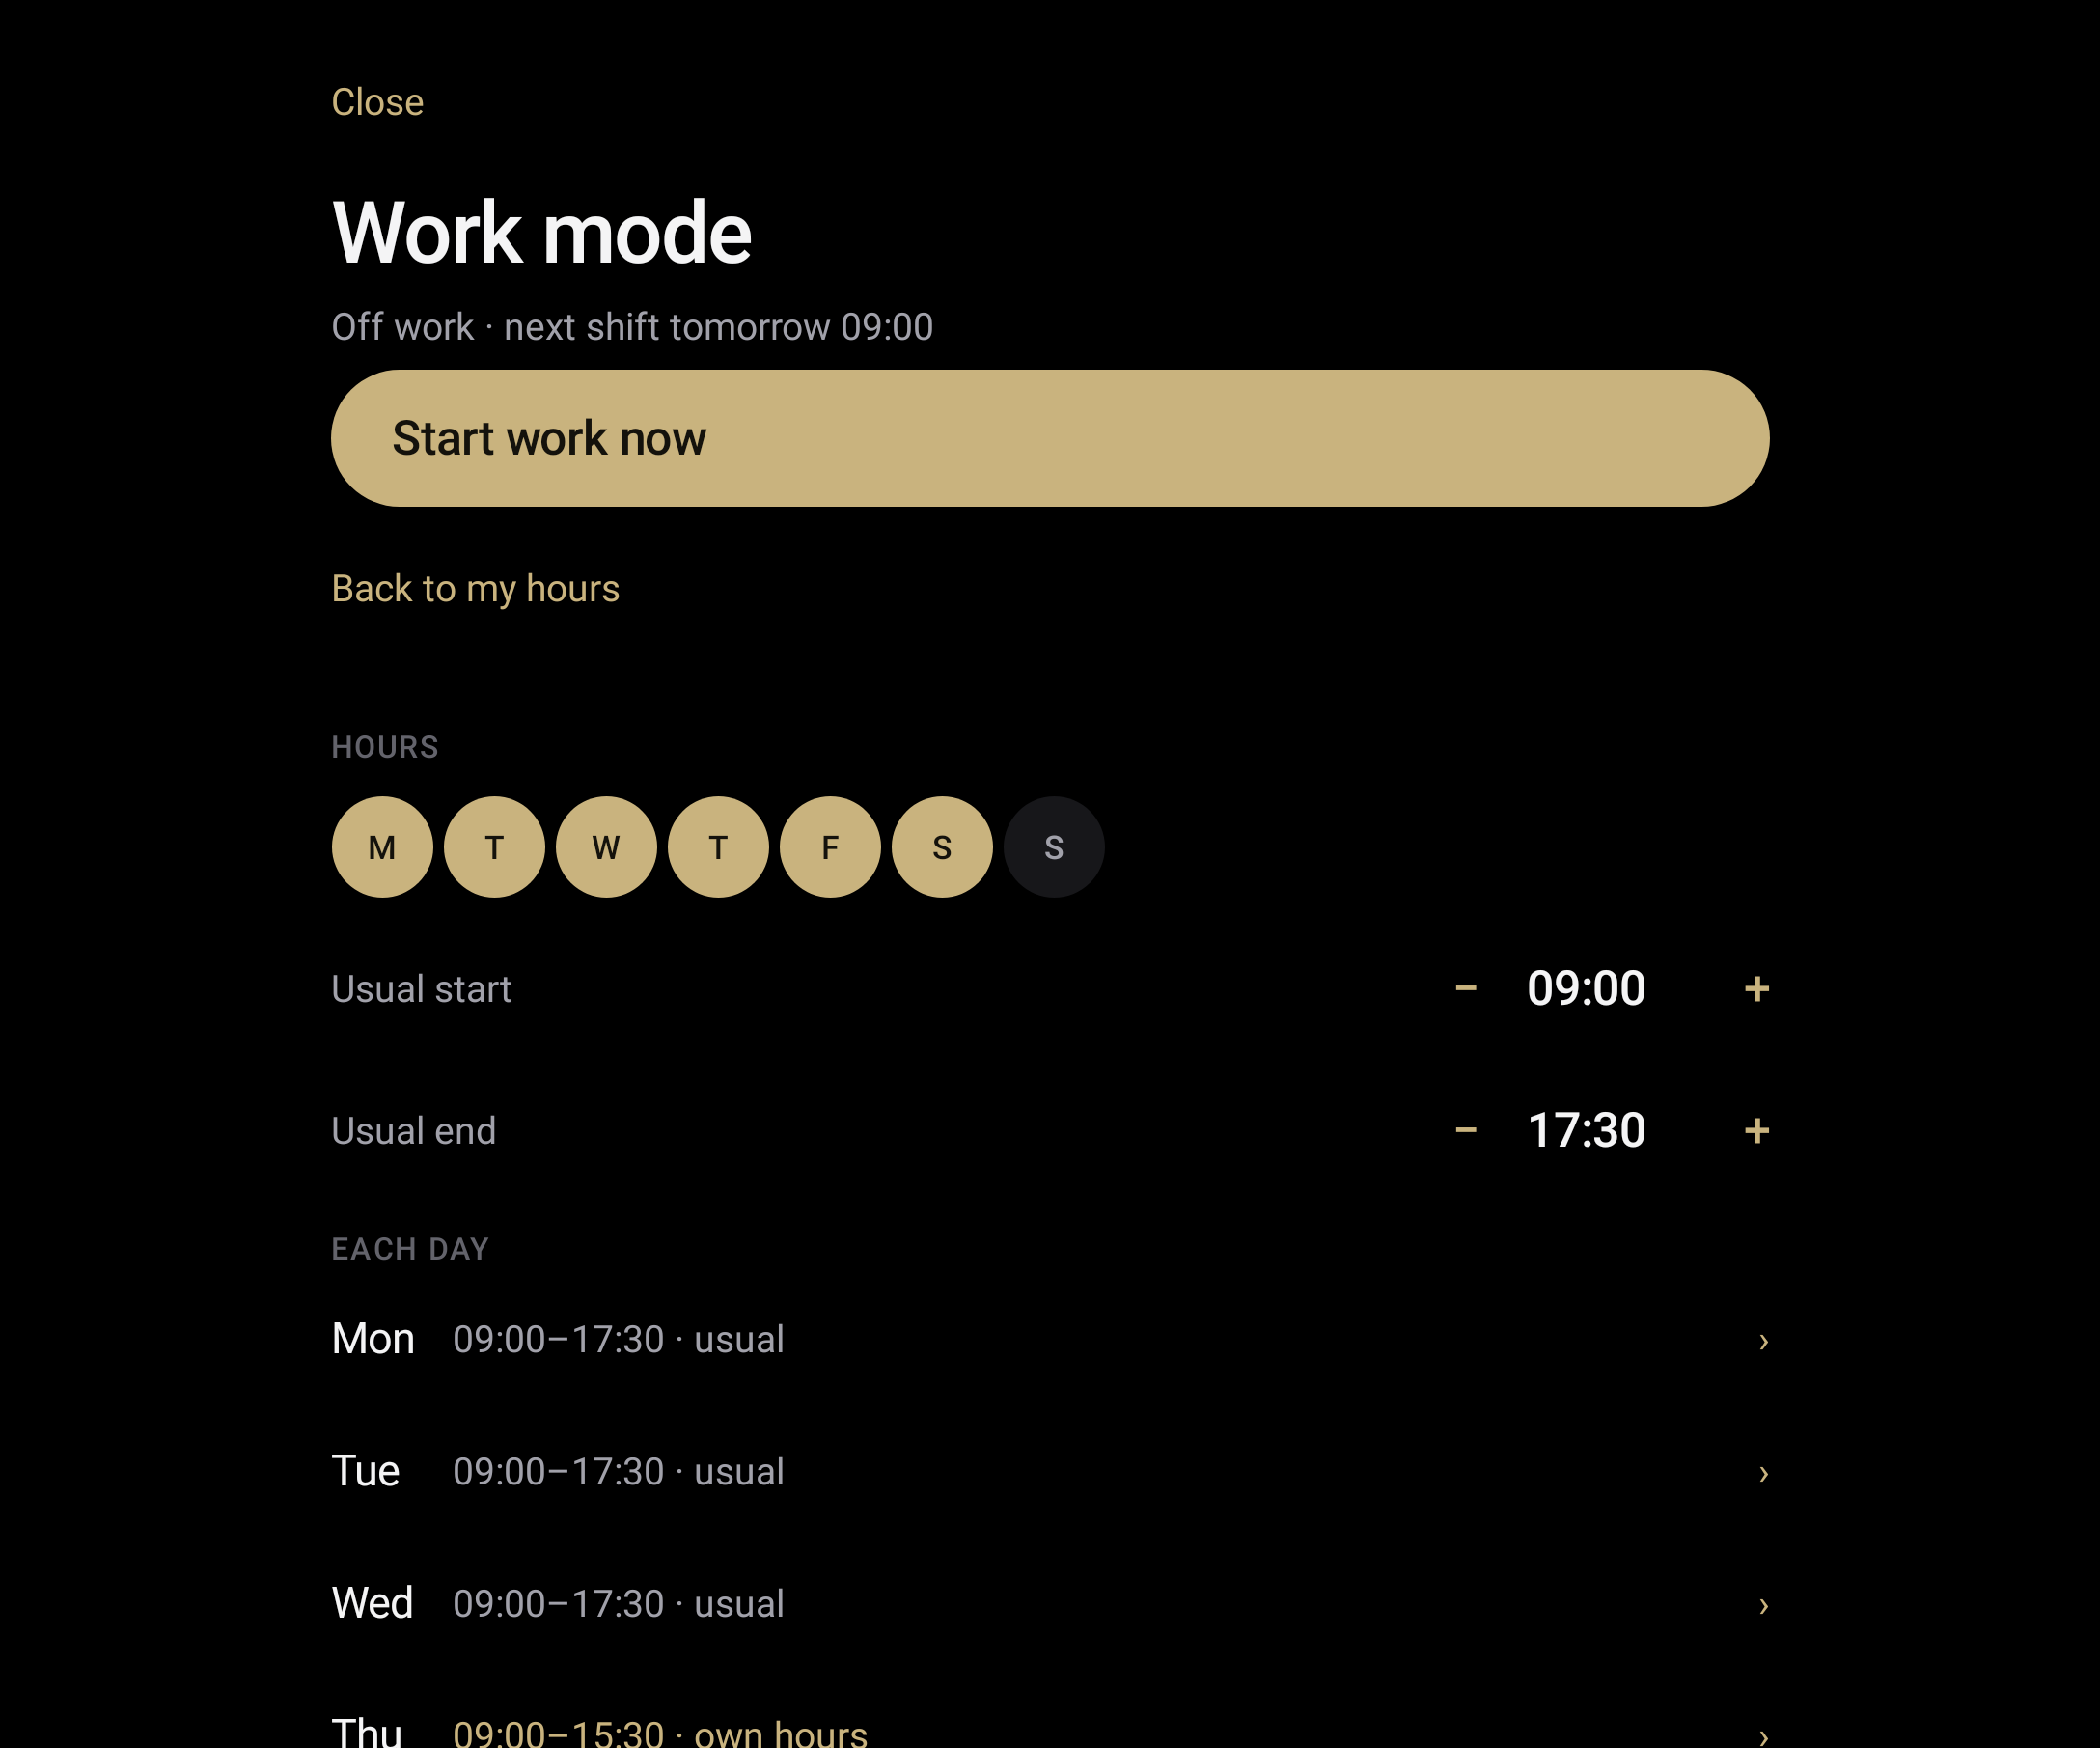 Close
Work mode
Off work · next shift tomorrow 09:00
Start work now
Back to my hours
HOURS
M T W T F S S
Usual start − 09:00 +
Usual end − 17:30 +
EACH DAY
Mon 09:00–17:30 · usual ›
Tue 09:00–17:30 · usual ›
Wed 09:00–17:30 · usual ›
Thu 09:00–15:30 · own hours ›